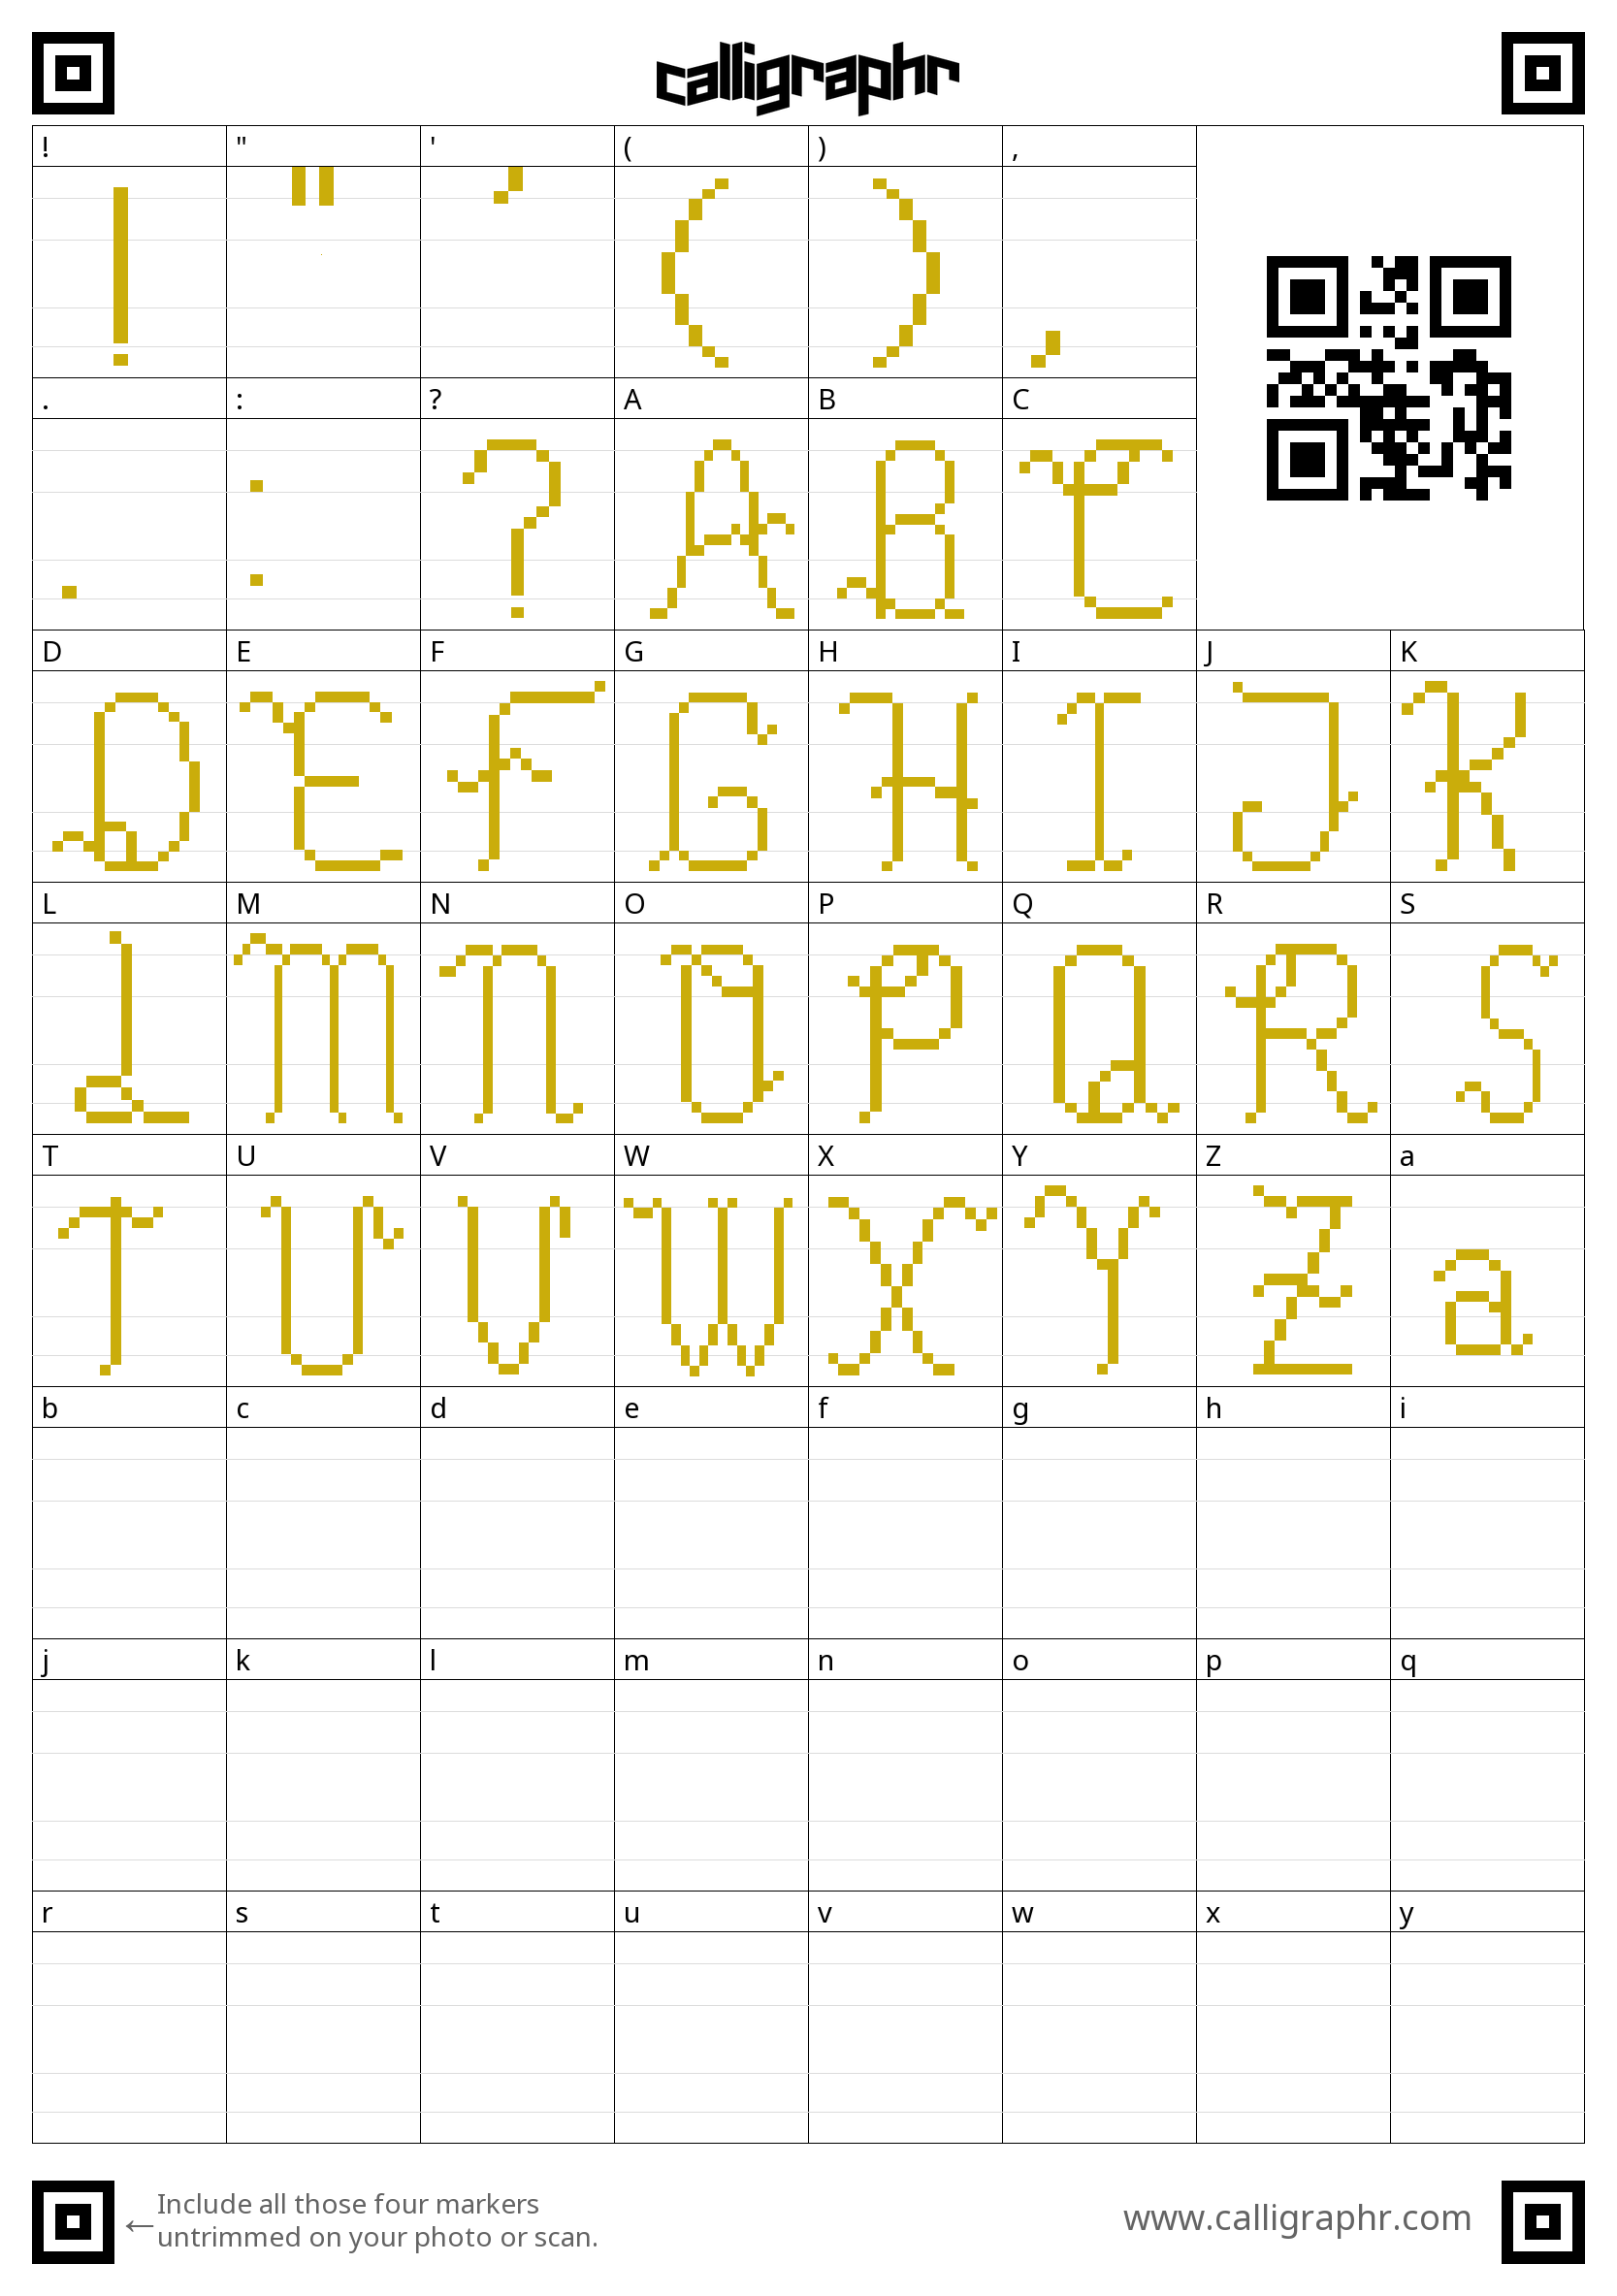 calligraphr
! " ' ( ) ,
! " ' ( ) ,
. : ? A B C
. : ? A B C
D E F G H I J K
D E F G H I J K
L M N O P Q R S
L M N O P Q R S
T U V W X Y Z a
T U V W X Y Z a
b c d e f g h i
j k l m n o p q
r s t u v w x y
←Include all those four markers
untrimmed on your photo or scan.
www.calligraphr.com